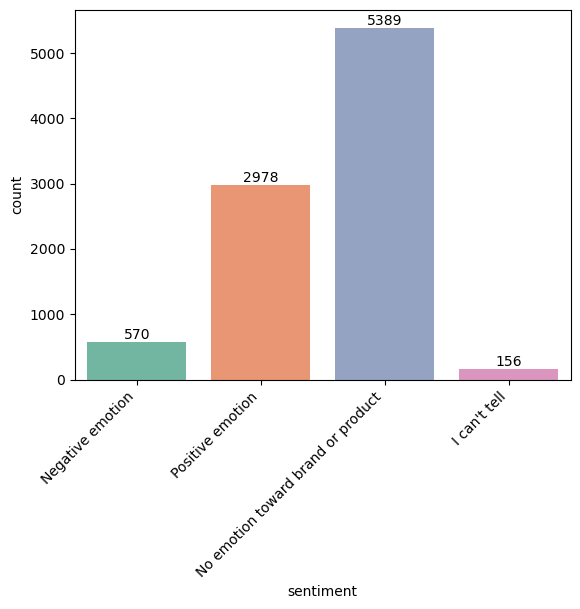 5389
5000
4000
count
3000
2978
2000
1000
570
156
0
Negative emotion
Positive emotion
No emotion toward brand or product
I can't tell
sentiment